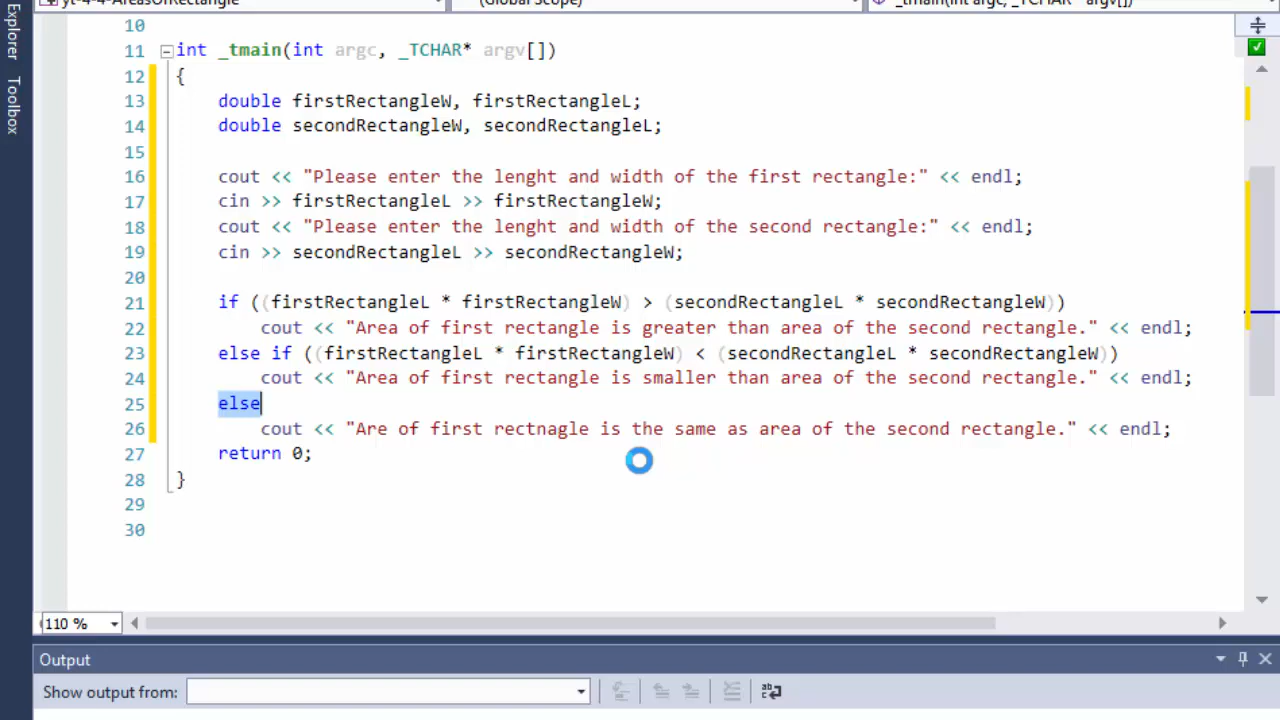 Explorer
Toolbox
yt-4-4-AreasOfRectangle (Global Scope) _tmain(int argc, _TCHAR* argv[])
10
11 int _tmain(int argc, _TCHAR* argv[])
12 {
13 double firstRectangleW, firstRectangleL;
14 double secondRectangleW, secondRectangleL;
15
16 cout << "Please enter the lenght and width of the first rectangle:" << endl;
17 cin >> firstRectangleL >> firstRectangleW;
18 cout << "Please enter the lenght and width of the second rectangle:" << endl;
19 cin >> secondRectangleL >> secondRectangleW;
20
21 if ((firstRectangleL * firstRectangleW) > (secondRectangleL * secondRectangleW))
22 cout << "Area of first rectangle is greater than area of the second rectangle." << endl;
23 else if ((firstRectangleL * firstRectangleW) < (secondRectangleL * secondRectangleW))
24 cout << "Area of first rectangle is smaller than area of the second rectangle." << endl;
25 else
26 cout << "Are of first rectnagle is the same as area of the second rectangle." << endl;
27 return 0;
28 }
29
30
110 %
Output
Show output from: